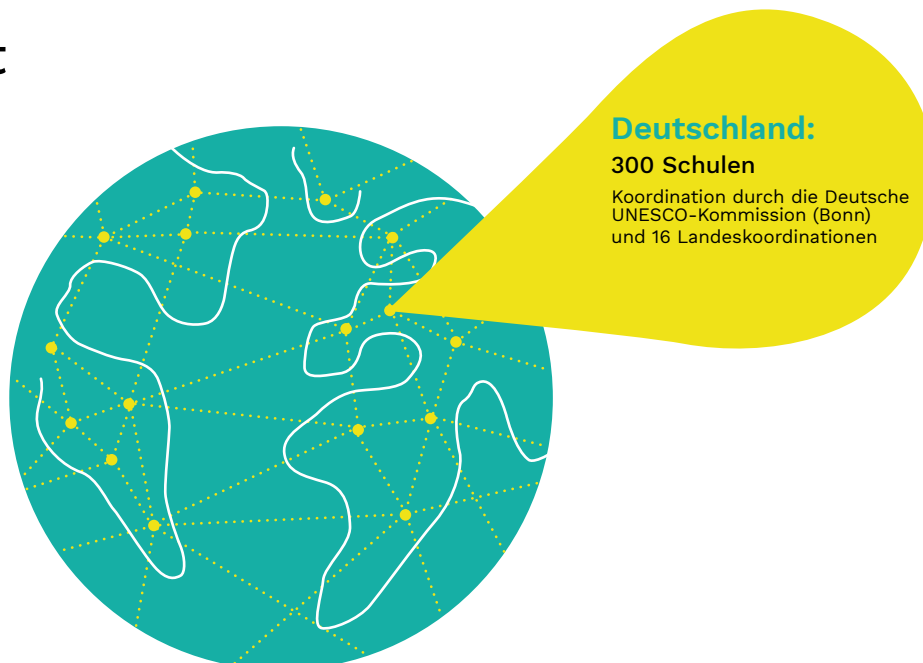 t
Deutschland:
300 Schulen
Koordination durch die Deutsche
UNESCO-Kommission (Bonn)
und 16 Landeskoordinationen